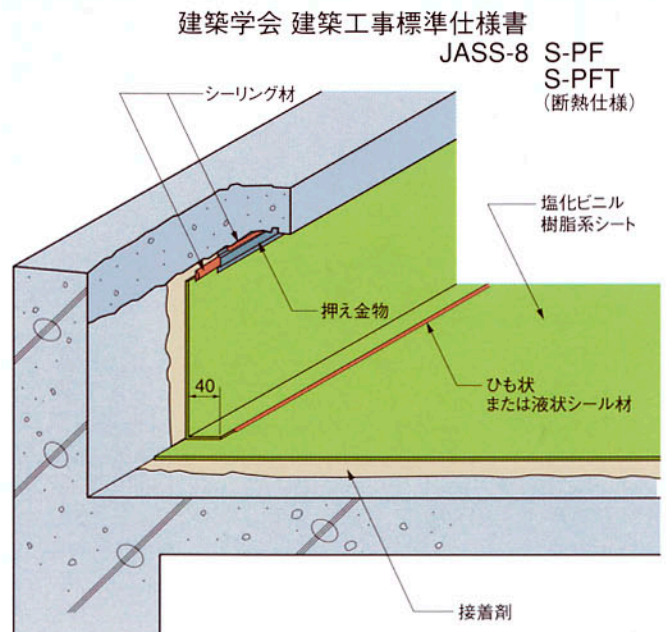 建築学会 建築工事標準仕様書
JASS-8 S-PF
S-PFT
(断熱仕様)
シーリング材
塩化ビニル
樹脂系シート
押え金物
40
ひも状
または液状シール材
接着剤